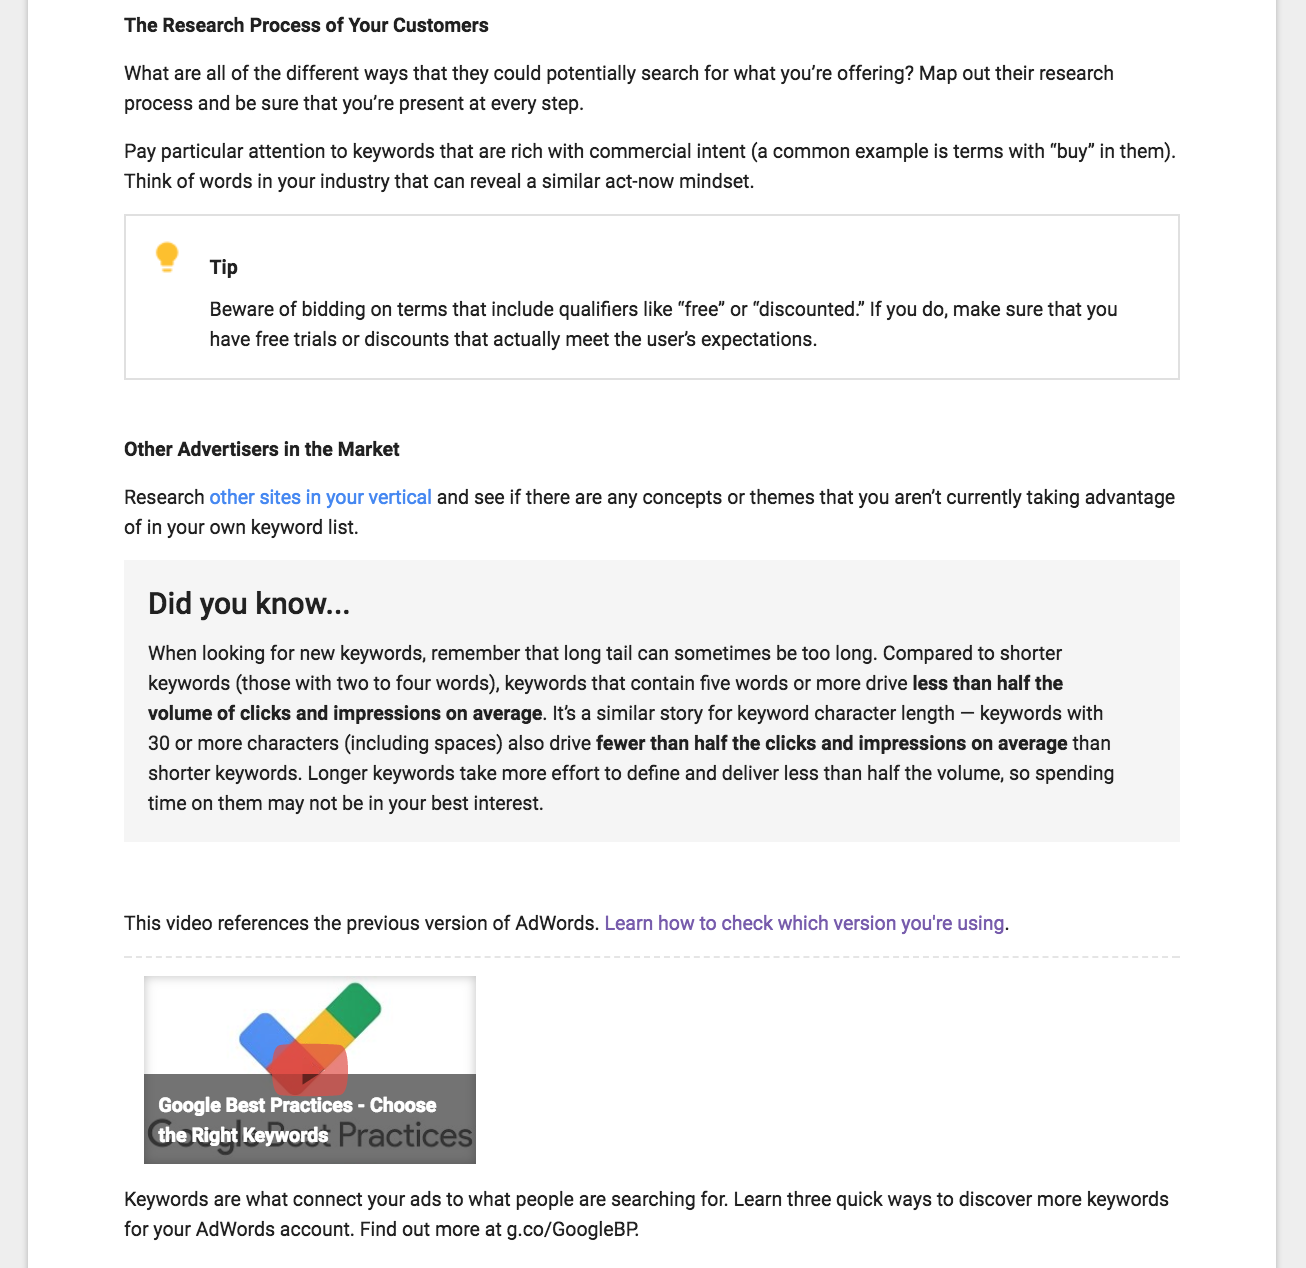 The Research Process of Your Customers
What are all of the different ways that they could potentially search for what you’re offering? Map out their research
process and be sure that you’re present at every step.
Pay particular attention to keywords that are rich with commercial intent (a common example is terms with “buy” in them).
Think of words in your industry that can reveal a similar act-now mindset.
Tip
Beware of bidding on terms that include qualifiers like “free” or “discounted.” If you do, make sure that you
have free trials or discounts that actually meet the user’s expectations.
Other Advertisers in the Market
Research other sites in your vertical and see if there are any concepts or themes that you aren’t currently taking advantage
of in your own keyword list.
Did you know...
When looking for new keywords, remember that long tail can sometimes be too long. Compared to shorter
keywords (those with two to four words), keywords that contain five words or more drive less than half the
volume of clicks and impressions on average. It’s a similar story for keyword character length — keywords with
30 or more characters (including spaces) also drive fewer than half the clicks and impressions on average than
shorter keywords. Longer keywords take more effort to define and deliver less than half the volume, so spending
time on them may not be in your best interest.
This video references the previous version of AdWords. Learn how to check which version you're using.
Google Best Practices - Choose
the Right Keywords
Google Best Practices
Keywords are what connect your ads to what people are searching for. Learn three quick ways to discover more keywords
for your AdWords account. Find out more at g.co/GoogleBP.